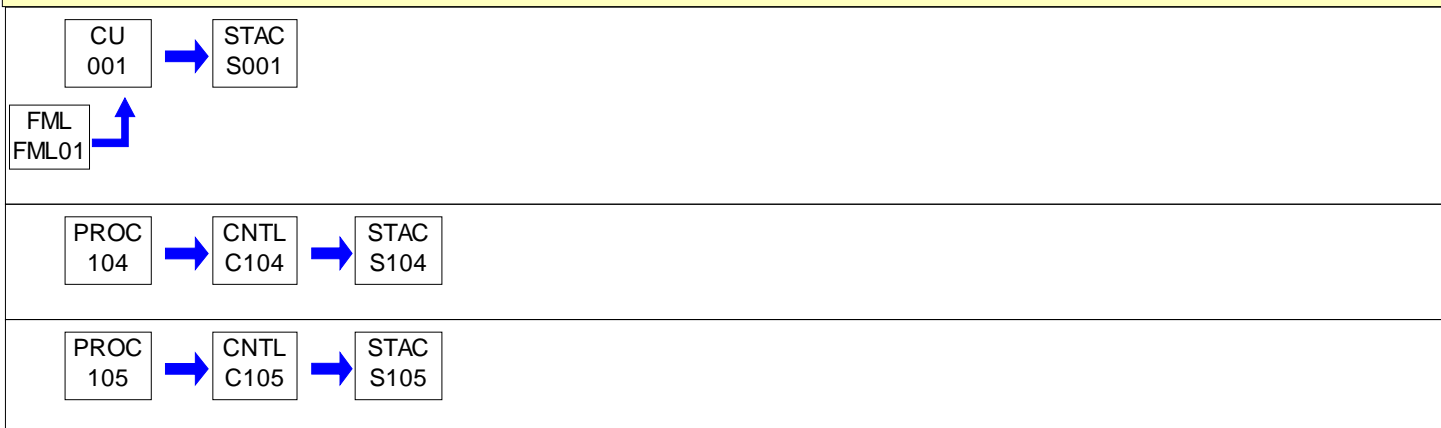 CU
001
STAC
S001
FML
FML01
PROC
104
CNTL
C104
STAC
S104
PROC
105
CNTL
C105
STAC
S105